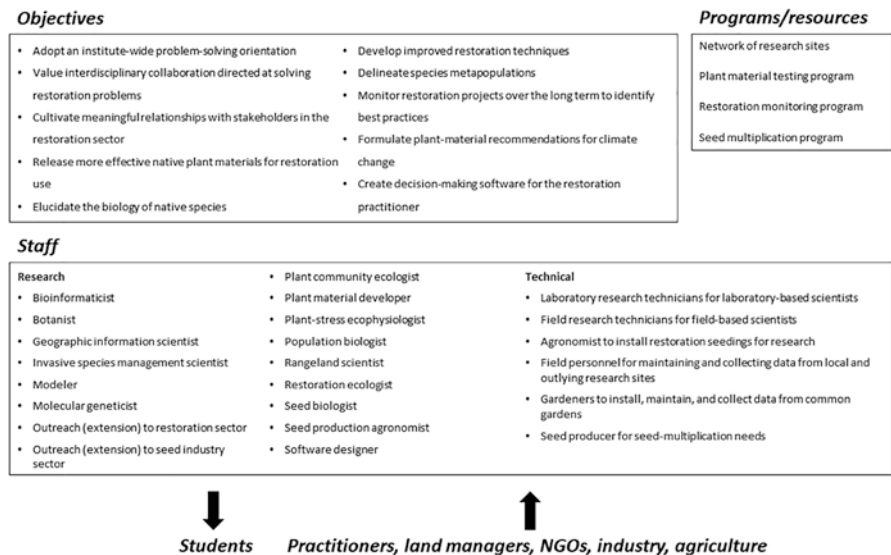 Objectives
• Adopt an institute-wide problem-solving orientation
• Value interdisciplinary collaboration directed at solving
restoration problems
• Cultivate meaningful relationships with stakeholders in the
restoration sector
• Release more effective native plant materials for restoration
use
• Elucidate the biology of native species
• Develop improved restoration techniques
• Delineate species metapopulations
• Monitor restoration projects over the long term to identify
best practices
• Formulate plant-material recommendations for climate
change
• Create decision-making software for the restoration
practitioner
Programs/resources
Network of research sites
Plant material testing program
Restoration monitoring program
Seed multiplication program
Staff
Research
• Bioinformaticist
• Botanist
• Geographic information scientist
• Invasive species management scientist
• Modeler
• Molecular geneticist
• Outreach (extension) to restoration sector
• Outreach (extension) to seed industry
sector
• Plant community ecologist
• Plant material developer
• Plant-stress ecophysiologist
• Population biologist
• Rangeland scientist
• Restoration ecologist
• Seed biologist
• Seed production agronomist
• Software designer
Technical
• Laboratory research technicians for laboratory-based scientists
• Field research technicians for field-based scientists
• Agronomist to install restoration seedings for research
• Field personnel for maintaining and collecting data from local
and outlying research sites
• Gardeners to install, maintain, and collect data from common
gardens
• Seed producer for seed-multiplication needs
Students
Practitioners, land managers, NGOs, industry, agriculture